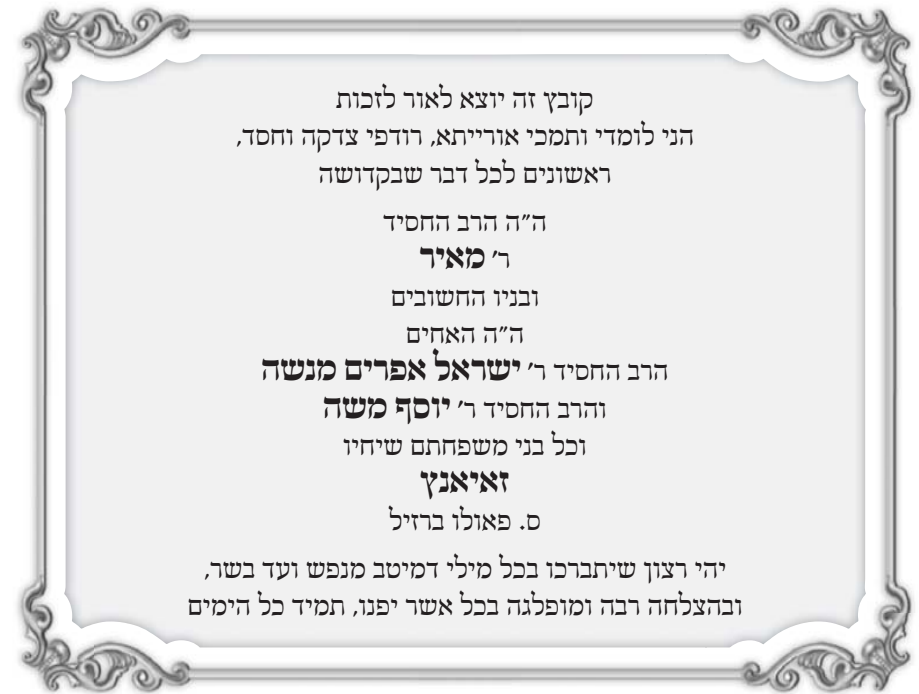 קובץ זה יוצא לאור לזכות
הני לומדי ותמכי אורייתא, רודפי צדקה וחסד,
ראשונים לכל דבר שבקדושה
ה״ה הרב החסיד
ר׳ מאיר
ובניו החשובים
ה״ה האחים
הרב החסיד ר׳ ישראל אפרים מנשה
והרב החסיד ר׳ יוסף משה
וכל בני משפחתם שיחיו
זאיאנץ
ס. פאולו ברזיל
יהי רצון שיתברכו בכל מילי דמיטב מנפש ועד בשר,
ובהצלחה רבה ומופלגה בכל אשר יפנו, תמיד כל הימים